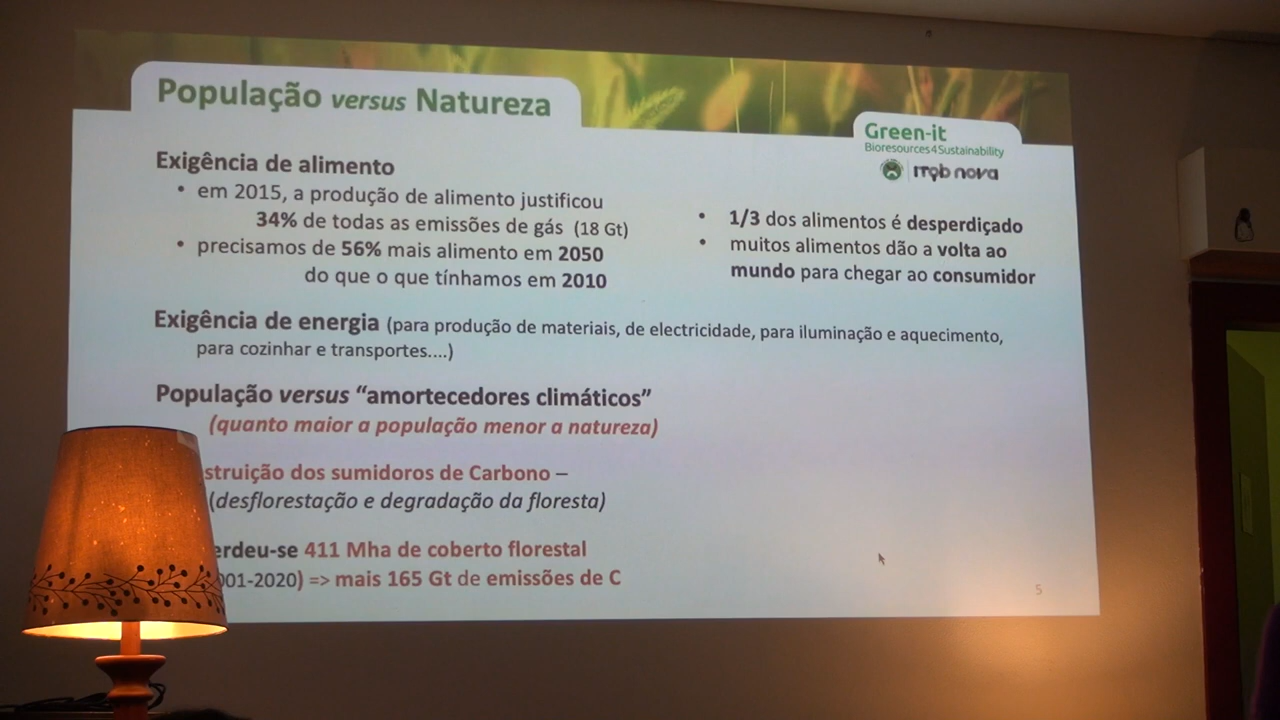 População versus Natureza
Green-it
Bioresources4Sustainability
ITqb nova
Exigência de alimento
• em 2015, a produção de alimento justificou
34% de todas as emissões de gás (18 Gt)
• precisamos de 56% mais alimento em 2050
do que o que tínhamos em 2010
• 1/3 dos alimentos é desperdiçado
• muitos alimentos dão a volta ao
mundo para chegar ao consumidor
Exigência de energia (para produção de materiais, de electricidade, para iluminação e aquecimento,
para cozinhar e transportes....)
População versus “amortecedores climáticos”
(quanto maior a população menor a natureza)
struição dos sumidoros de Carbono –
(desflorestação e degradação da floresta)
erdeu-se 411 Mha de coberto florestal
001-2020) => mais 165 Gt de emissões de C
5